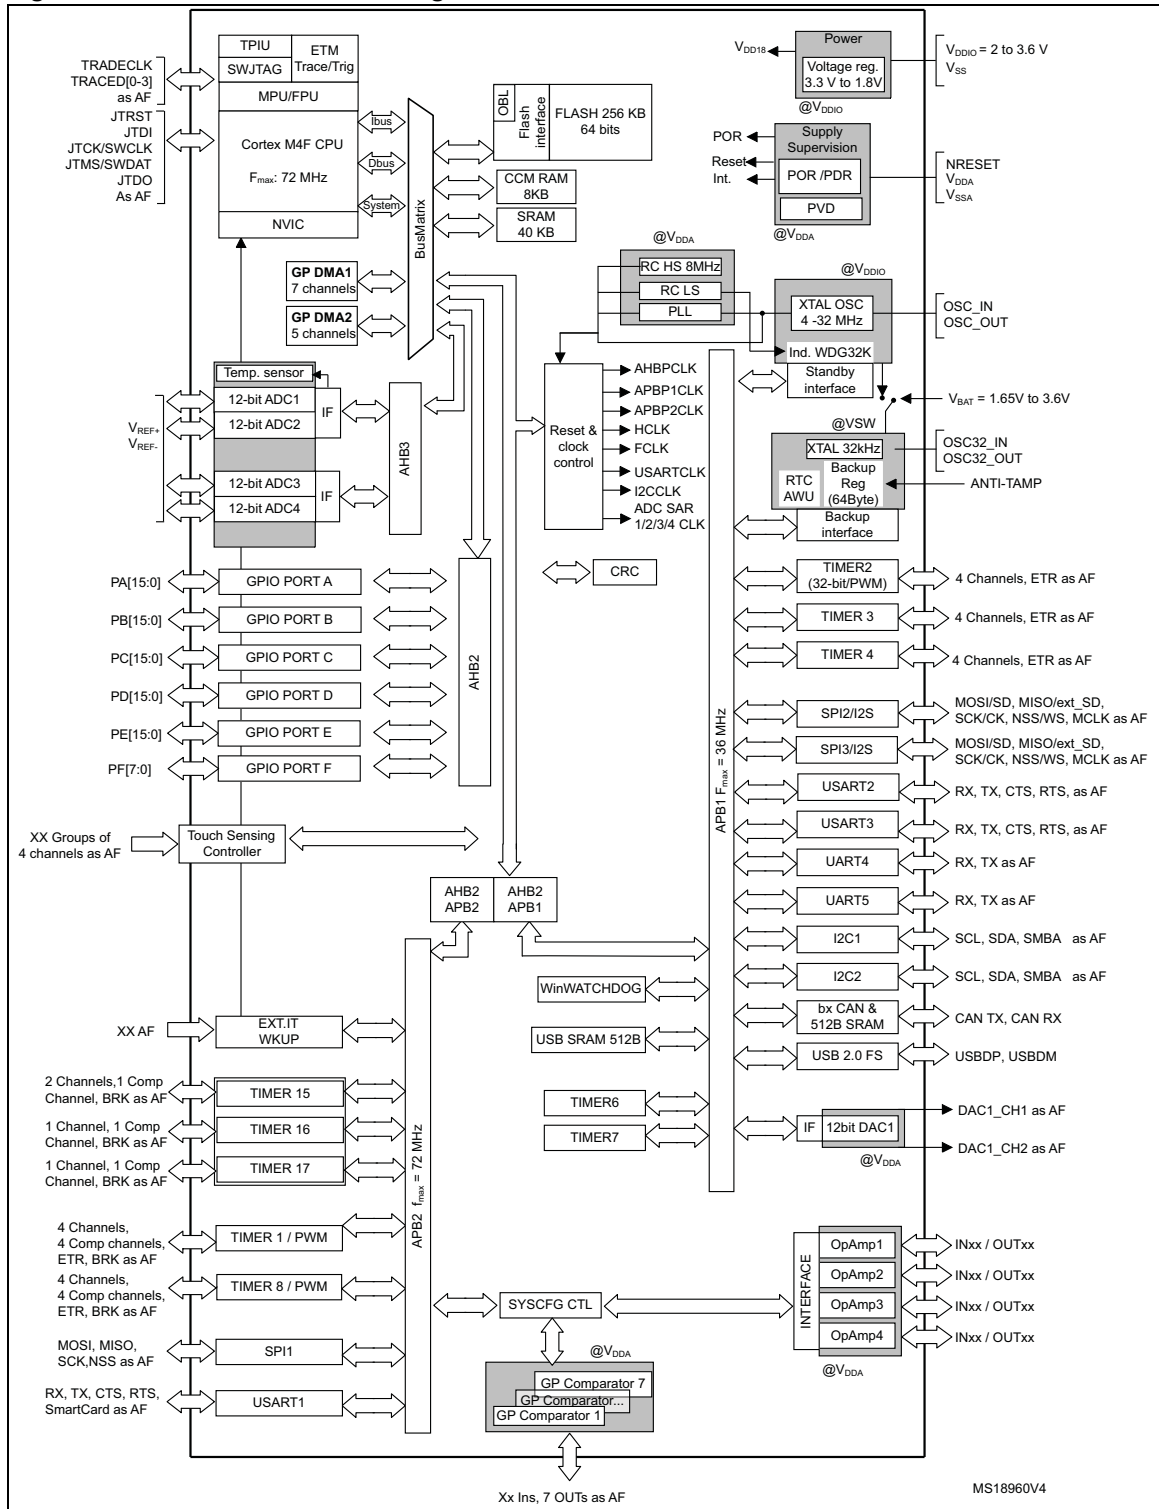 TPIU
ETM
Trace/Trig
SWJTAG
TRADECLK
TRACED[0-3]
as AF
MPU/FPU
JTRST
JTDI
JTCK/SWCLK
JTMS/SWDAT
JTDO
As AF
Cortex M4F CPU
Fmax: 72 MHz
NVIC
Ibus
Dbus
System
BusMatrix
OBL
Flash
interface
FLASH 256 KB
64 bits
CCM RAM
8KB
SRAM
40 KB
GP DMA1
7 channels
GP DMA2
5 channels
VDD18
Power
Voltage reg.
3.3 V to 1.8V
VDDIO = 2 to 3.6 V
VSS
@VDDIO
POR
Reset
Int.
Supply
Supervision
POR /PDR
PVD
NRESET
VDDA
VSSA
@VDDA
@VDDA
RC HS 8MHz
RC LS
PLL
@VDDIO
XTAL OSC
4 -32 MHz
Ind. WDG32K
Standby
interface
OSC_IN
OSC_OUT
VBAT = 1.65V to 3.6V
@VSW
XTAL 32kHz
RTC
AWU
Backup
Reg
(64Byte)
Backup
interface
OSC32_IN
OSC32_OUT
ANTI-TAMP
Reset &
clock
control
AHBPCLK
APBP1CLK
APBP2CLK
HCLK
FCLK
USARTCLK
I2CCLK
ADC SAR
1/2/3/4 CLK
Temp. sensor
12-bit ADC1
12-bit ADC2
IF
VREF+
VREF-
12-bit ADC3
12-bit ADC4
IF
AHB3
CRC
PA[15:0]
GPIO PORT A
PB[15:0]
GPIO PORT B
PC[15:0]
GPIO PORT C
PD[15:0]
GPIO PORT D
PE[15:0]
GPIO PORT E
PF[7:0]
GPIO PORT F
AHB2
XX Groups of
4 channels as AF
Touch Sensing
Controller
AHB2
APB2
AHB2
APB1
APB1 Fmax = 36 MHz
TIMER2
(32-bit/PWM)
4 Channels, ETR as AF
TIMER 3
4 Channels, ETR as AF
TIMER 4
4 Channels, ETR as AF
SPI2/I2S
MOSI/SD, MISO/ext_SD,
SCK/CK, NSS/WS, MCLK as AF
SPI3/I2S
MOSI/SD, MISO/ext_SD,
SCK/CK, NSS/WS, MCLK as AF
USART2
RX, TX, CTS, RTS, as AF
USART3
RX, TX, CTS, RTS, as AF
UART4
RX, TX as AF
UART5
RX, TX as AF
I2C1
SCL, SDA, SMBA as AF
I2C2
SCL, SDA, SMBA as AF
bx CAN &
512B SRAM
CAN TX, CAN RX
USB 2.0 FS
USBDP, USBDM
WinWATCHDOG
USB SRAM 512B
TIMER6
TIMER7
IF
12bit DAC1
DAC1_CH1 as AF
DAC1_CH2 as AF
@VDDA
XX AF
EXT.IT
WKUP
2 Channels,1 Comp
Channel, BRK as AF
TIMER 15
1 Channel, 1 Comp
Channel, BRK as AF
TIMER 16
1 Channel, 1 Comp
Channel, BRK as AF
TIMER 17
4 Channels,
4 Comp channels,
ETR, BRK as AF
TIMER 1 / PWM
4 Channels,
4 Comp channels,
ETR, BRK as AF
TIMER 8 / PWM
MOSI, MISO,
SCK,NSS as AF
SPI1
RX, TX, CTS, RTS,
SmartCard as AF
USART1
APB2 fmax = 72 MHz
SYSCFG CTL
@VDDA
GP Comparator 7
GP Comparator...
GP Comparator 1
Xx Ins, 7 OUTs as AF
INTERFACE
OpAmp1
INxx / OUTxx
OpAmp2
INxx / OUTxx
OpAmp3
INxx / OUTxx
OpAmp4
INxx / OUTxx
@VDDA
MS18960V4